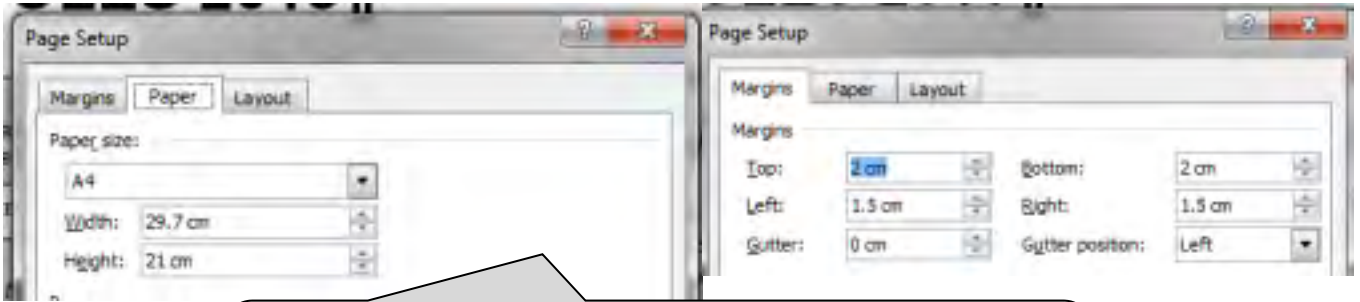 Page Setup
Margins Paper Layout
Paper size:
A4
Width: 29.7 cm
Height: 21 cm
Page Setup
Margins Paper Layout
Margins
Top: 2 cm Bottom: 2 cm
Left: 1.5 cm Right: 1.5 cm
Gutter: 0 cm Gutter position: Left